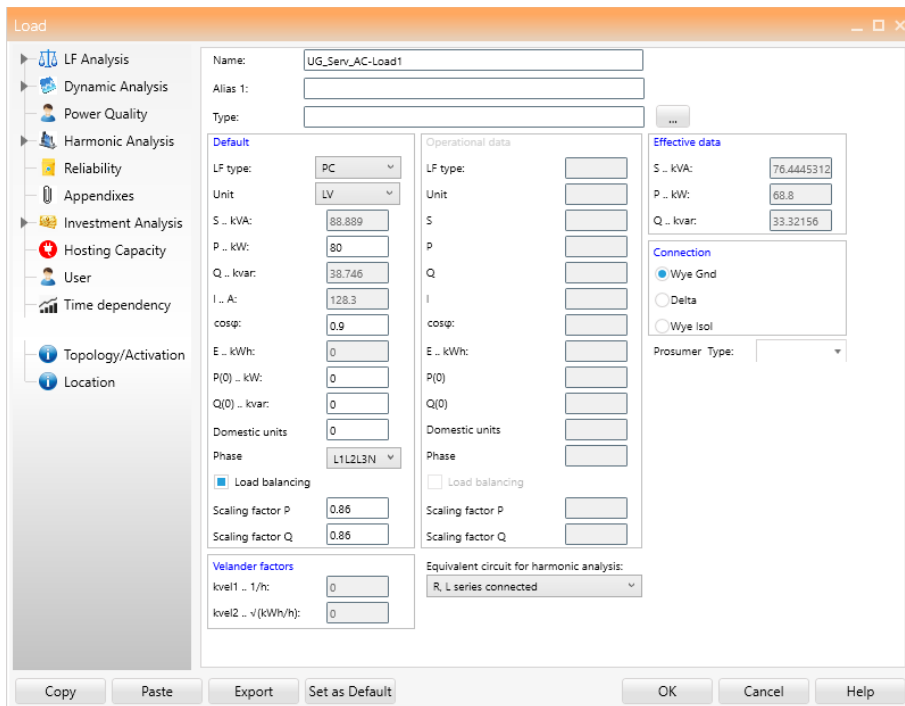 Load
LF Analysis
Dynamic Analysis
Power Quality
Harmonic Analysis
Reliability
Appendixes
Investment Analysis
Hosting Capacity
User
Time dependency
Topology/Activation
Location
Name: UG_Serv_AC-Load1
Alias 1:
Type: ...
Default
LF type: PC
Unit LV
S .. kVA: 88.889
P .. kW: 80
Q .. kvar: 38.746
I .. A: 128.3
cosφ: 0.9
E .. kWh: 0
P(0) .. kW: 0
Q(0) .. kvar: 0
Domestic units 0
Phase L1L2L3N
Load balancing
Scaling factor P 0.86
Scaling factor Q 0.86
Velander factors
kvel1 .. 1/h: 0
kvel2 .. √(kWh/h): 0
Operational data
LF type:
Unit
S
P
Q
I
cosφ:
E .. kWh:
P(0)
Q(0)
Domestic units
Phase
Load balancing
Scaling factor P
Scaling factor Q
Equivalent circuit for harmonic analysis:
R, L series connected
Effective data
S .. kVA: 76.4445312
P .. kW: 68.8
Q .. kvar: 33.32156
Connection
Wye Gnd
Delta
Wye Isol
Prosumer Type:
Copy Paste Export Set as Default OK Cancel Help